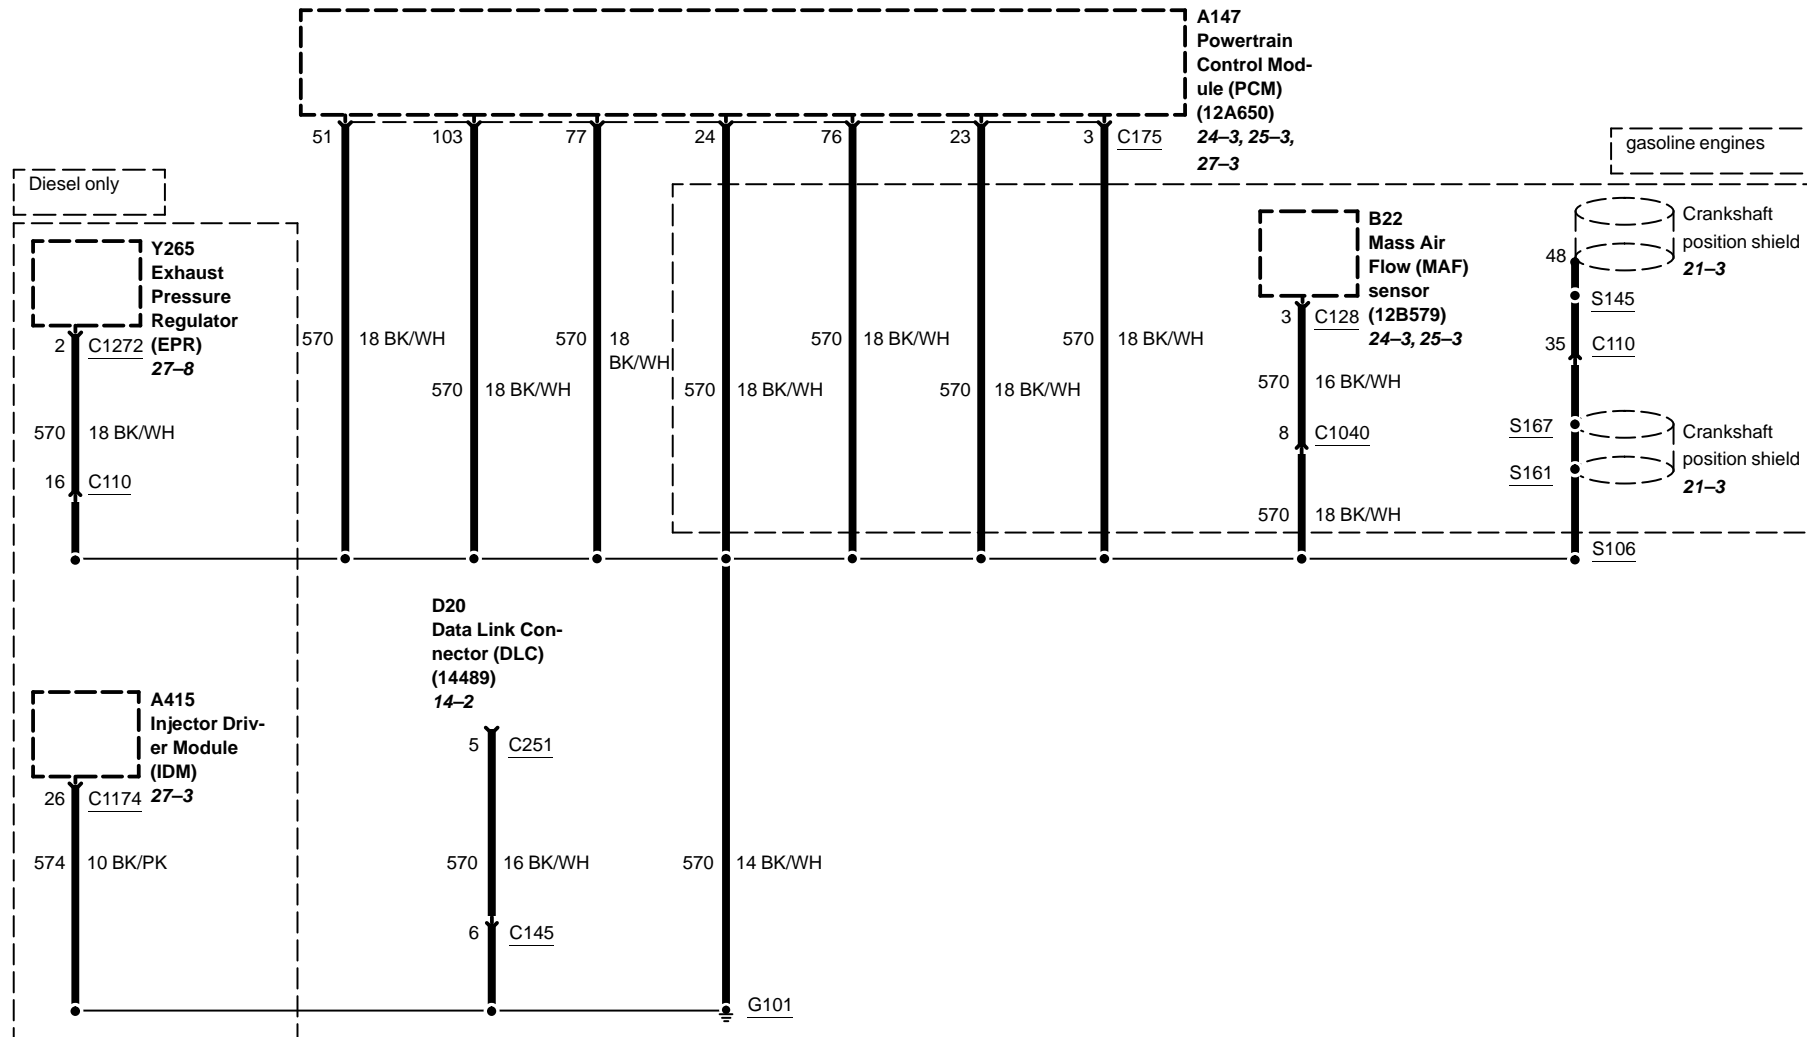 A147
Powertrain
Control Mod-
ule (PCM)
(12A650)
24–3, 25–3,
27–3
51
103
77
24
76
23
3
C175
gasoline engines
Diesel only
Y265
Exhaust
Pressure
Regulator
(EPR)
27–8
2
C1272
570
18 BK/WH
16
C110
570
18 BK/WH
570
18 BK/WH
570
18
BK/WH
570
18 BK/WH
570
18 BK/WH
570
18 BK/WH
570
18 BK/WH
B22
Mass Air
Flow (MAF)
sensor
(12B579)
24–3, 25–3
3
C128
570
16 BK/WH
8
C1040
570
18 BK/WH
Crankshaft
position shield
21–3
48
S145
35
C110
S167
Crankshaft
position shield
21–3
S161
S106
D20
Data Link Con-
nector (DLC)
(14489)
14–2
5
C251
570
16 BK/WH
6
C145
A415
Injector Driv-
er Module
(IDM)
27–3
26
C1174
574
10 BK/PK
570
14 BK/WH
G101